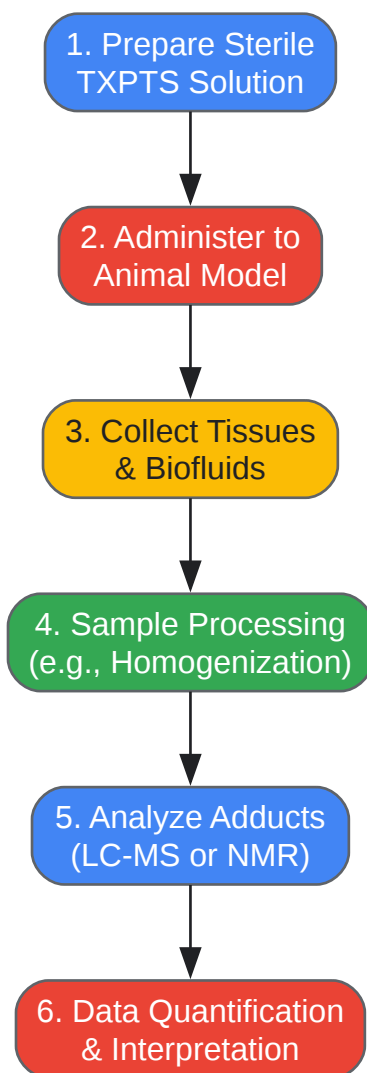 1. Prepare Sterile
TXPTS Solution
2. Administer to
Animal Model
3. Collect Tissues
& Biofluids
4. Sample Processing
(e.g., Homogenization)
5. Analyze Adducts
(LC-MS or NMR)
6. Data Quantification
& Interpretation